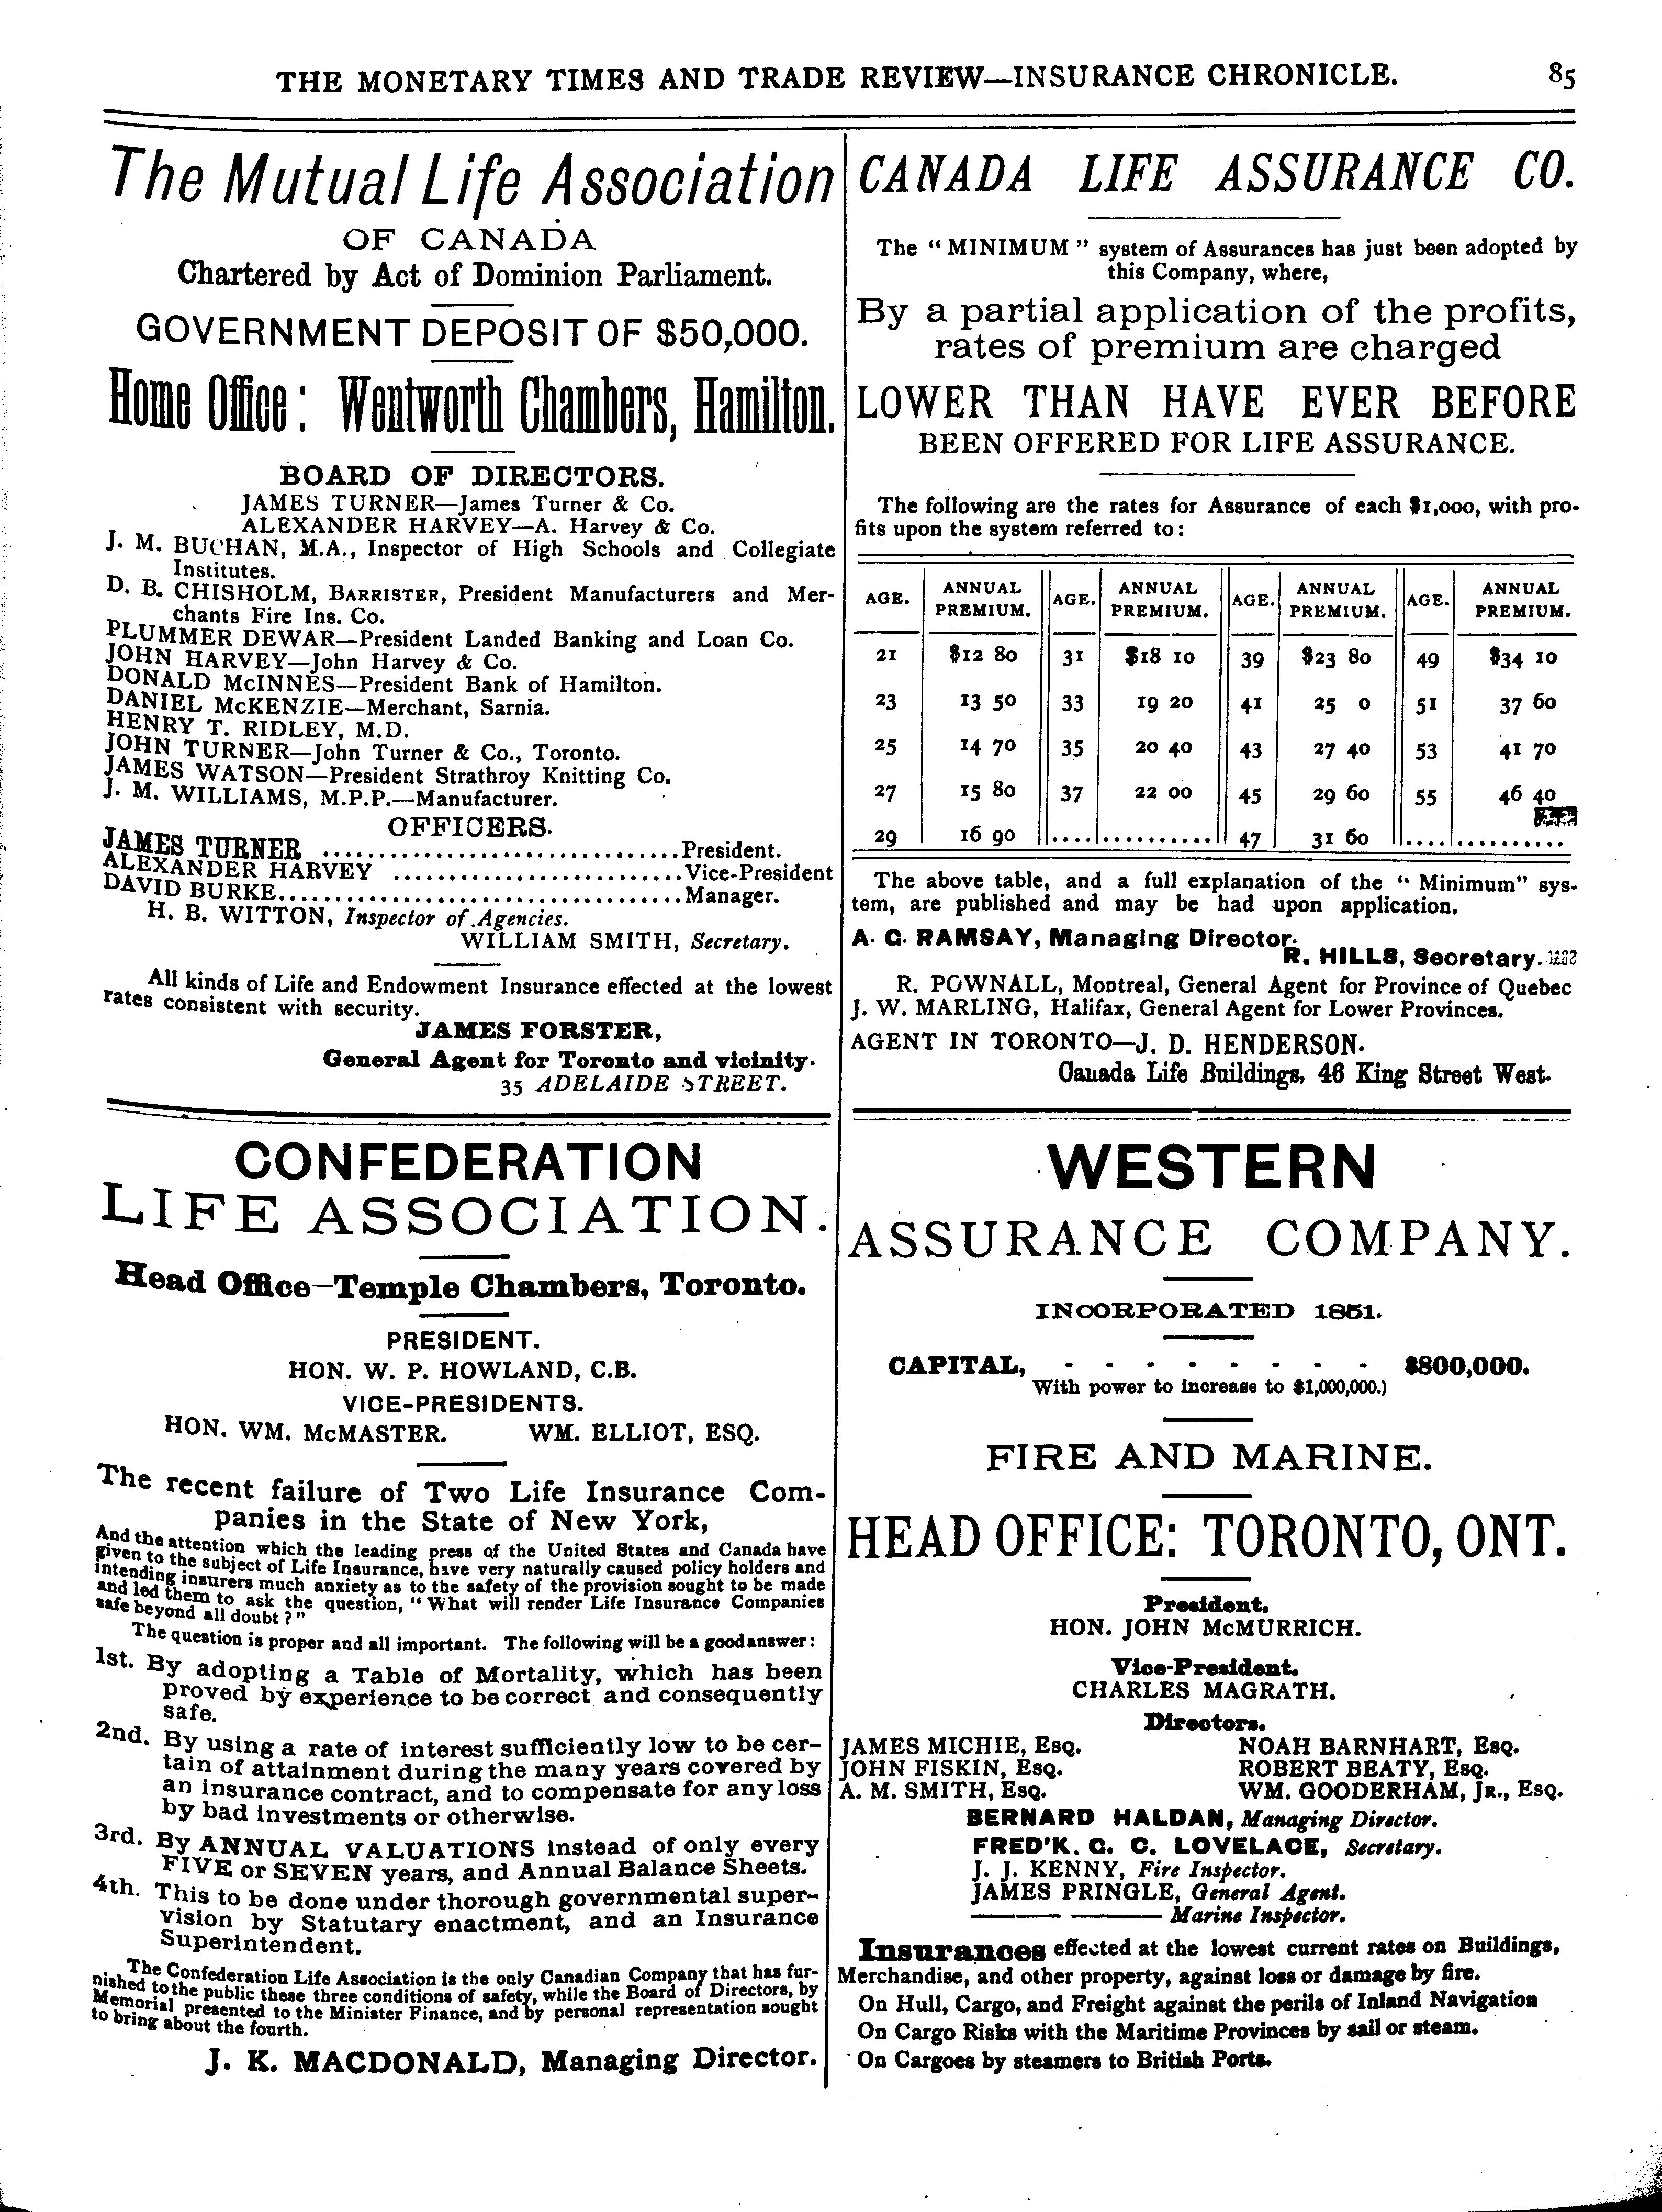 THE MONETARY TIMES AND TRADE REVIEW—INSURANCE CHRONICLE. 85
The Mutual Life Association
OF CANADA
Chartered by Act of Dominion Parliament.
GOVERNMENT DEPOSIT OF $50,000.
Home Office: Wentworth Chambers, Hamilton.
BOARD OF DIRECTORS.
JAMES TURNER—James Turner & Co.
ALEXANDER HARVEY—A. Harvey & Co.
J. M. BUCHAN, M.A., Inspector of High Schools and Collegiate
Institutes.
D. B. CHISHOLM, BARRISTER, President Manufacturers and Mer-
chants Fire Ins. Co.
PLUMMER DEWAR—President Landed Banking and Loan Co.
JOHN HARVEY—John Harvey & Co.
DONALD McINNES—President Bank of Hamilton.
DANIEL McKENZIE—Merchant, Sarnia.
HENRY T. RIDLEY, M.D.
JOHN TURNER—John Turner & Co., Toronto.
JAMES WATSON—President Strathroy Knitting Co.
J. M. WILLIAMS, M.P.P.—Manufacturer.
OFFICERS.
JAMES TURNER ................................President.
ALEXANDER HARVEY ..........................Vice-President
DAVID BURKE.....................................Manager.
H. B. WITTON, Inspector of Agencies.
WILLIAM SMITH, Secretary.
All kinds of Life and Endowment Insurance effected at the lowest
rates consistent with security.
JAMES FORSTER,
General Agent for Toronto and vicinity.
35 ADELAIDE STREET.
CANADA LIFE ASSURANCE CO.
The "MINIMUM" system of Assurances has just been adopted by
this Company, where,
By a partial application of the profits,
rates of premium are charged
LOWER THAN HAVE EVER BEFORE
BEEN OFFERED FOR LIFE ASSURANCE.
The following are the rates for Assurance of each $1,000, with pro-
fits upon the system referred to:
AGE. ANNUAL PREMIUM. AGE. ANNUAL PREMIUM. AGE. ANNUAL PREMIUM. AGE. ANNUAL PREMIUM.
21 $12 80 31 $18 10 39 $23 80 49 $34 10
23 13 50 33 19 20 41 25 0 51 37 60
25 14 70 35 20 40 43 27 40 53 41 70
27 15 80 37 22 00 45 29 60 55 46 40
29 16 90 .... .......... 47 31 60 .... ..........
The above table, and a full explanation of the "Minimum" sys-
tem, are published and may be had upon application.
A. G. RAMSAY, Managing Director.
R. HILLS, Secretary.
R. POWNALL, Montreal, General Agent for Province of Quebec
J. W. MARLING, Halifax, General Agent for Lower Provinces.
AGENT IN TORONTO—J. D. HENDERSON.
Canada Life Buildings, 46 King Street West.
CONFEDERATION
LIFE ASSOCIATION.
Head Office—Temple Chambers, Toronto.
PRESIDENT.
HON. W. P. HOWLAND, C.B.
VICE-PRESIDENTS.
HON. WM. McMASTER. WM. ELLIOT, ESQ.
The recent failure of Two Life Insurance Com-
panies in the State of New York,
And the attention which the leading press of the United States and Canada have
given to the subject of Life Insurance, have very naturally caused policy holders and
intending insurers much anxiety as to the safety of the provision sought to be made
and led them to ask the question, "What will render Life Insurance Companies
safe beyond all doubt?"
The question is proper and all important. The following will be a good answer:
1st. By adopting a Table of Mortality, which has been
proved by experience to be correct and consequently
safe.
2nd. By using a rate of interest sufficiently low to be cer-
tain of attainment during the many years covered by
an insurance contract, and to compensate for any loss
by bad investments or otherwise.
3rd. By ANNUAL VALUATIONS instead of only every
FIVE or SEVEN years, and Annual Balance Sheets.
4th. This to be done under thorough governmental super-
vision by Statutary enactment, and an Insurance
Superintendent.
The Confederation Life Association is the only Canadian Company that has fur-
nished to the public these three conditions of safety, while the Board of Directors, by
Memorial presented to the Minister Finance, and by personal representation sought
to bring about the fourth.
J. K. MACDONALD, Managing Director.
WESTERN
ASSURANCE COMPANY.
INCORPORATED 1851.
CAPITAL, - - - - - - - - $800,000.
With power to increase to $1,000,000.)
FIRE AND MARINE.
HEAD OFFICE: TORONTO, ONT.
President.
HON. JOHN McMURRICH.
Vice-President.
CHARLES MAGRATH.
Directors.
JAMES MICHIE, ESQ. NOAH BARNHART, ESQ.
JOHN FISKIN, ESQ. ROBERT BEATY, ESQ.
A. M. SMITH, ESQ. WM. GOODERHAM, JR., ESQ.
BERNARD HALDAN, Managing Director.
FRED'K. G. C. LOVELACE, Secretary.
J. J. KENNY, Fire Inspector.
JAMES PRINGLE, General Agent.
——— ——— Marine Inspector.
Insurances effected at the lowest current rates on Buildings,
Merchandise, and other property, against loss or damage by fire.
On Hull, Cargo, and Freight against the perils of Inland Navigation
On Cargo Risks with the Maritime Provinces by sail or steam.
On Cargoes by steamers to British Ports.